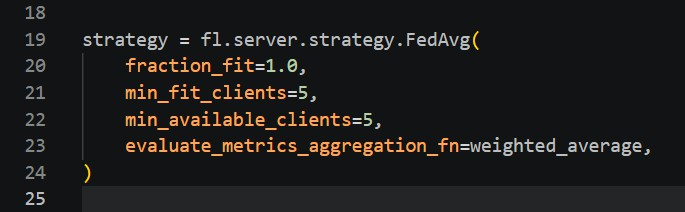 18
19 strategy = fl.server.strategy.FedAvg(
20     fraction_fit=1.0,
21     min_fit_clients=5,
22     min_available_clients=5,
23     evaluate_metrics_aggregation_fn=weighted_average,
24 )
25